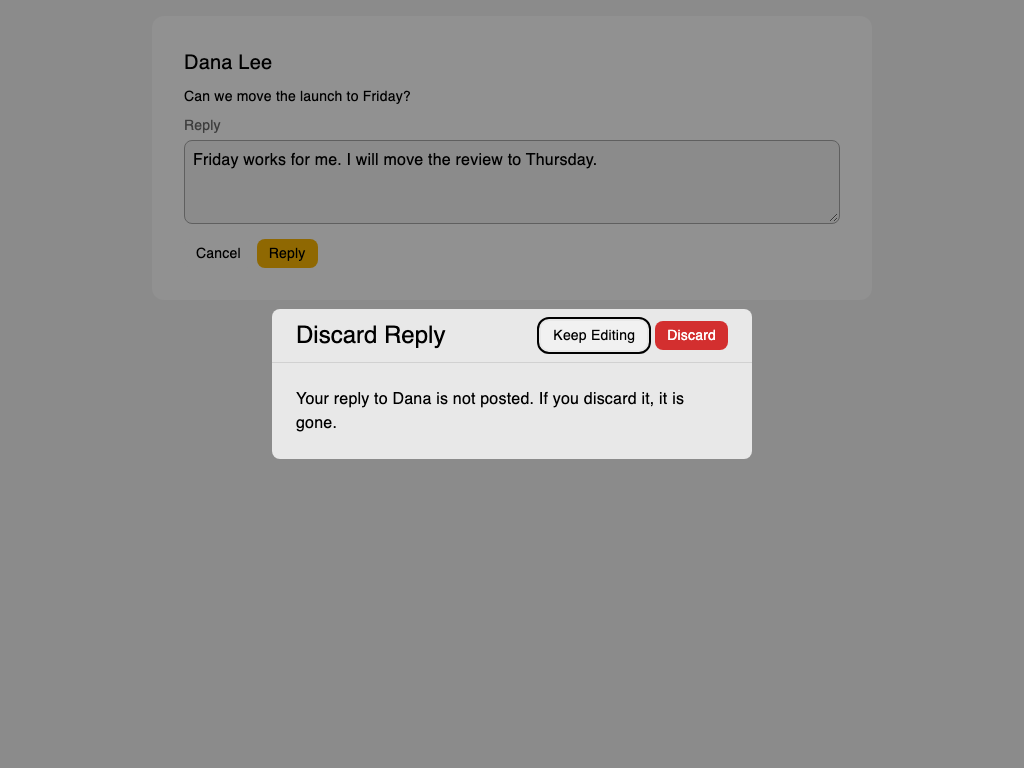 Dana Lee
Can we move the launch to Friday?
Reply
Friday works for me. I will move the review to Thursday.
Cancel Reply
Discard Reply Keep Editing Discard
Your reply to Dana is not posted. If you discard it, it is
gone.